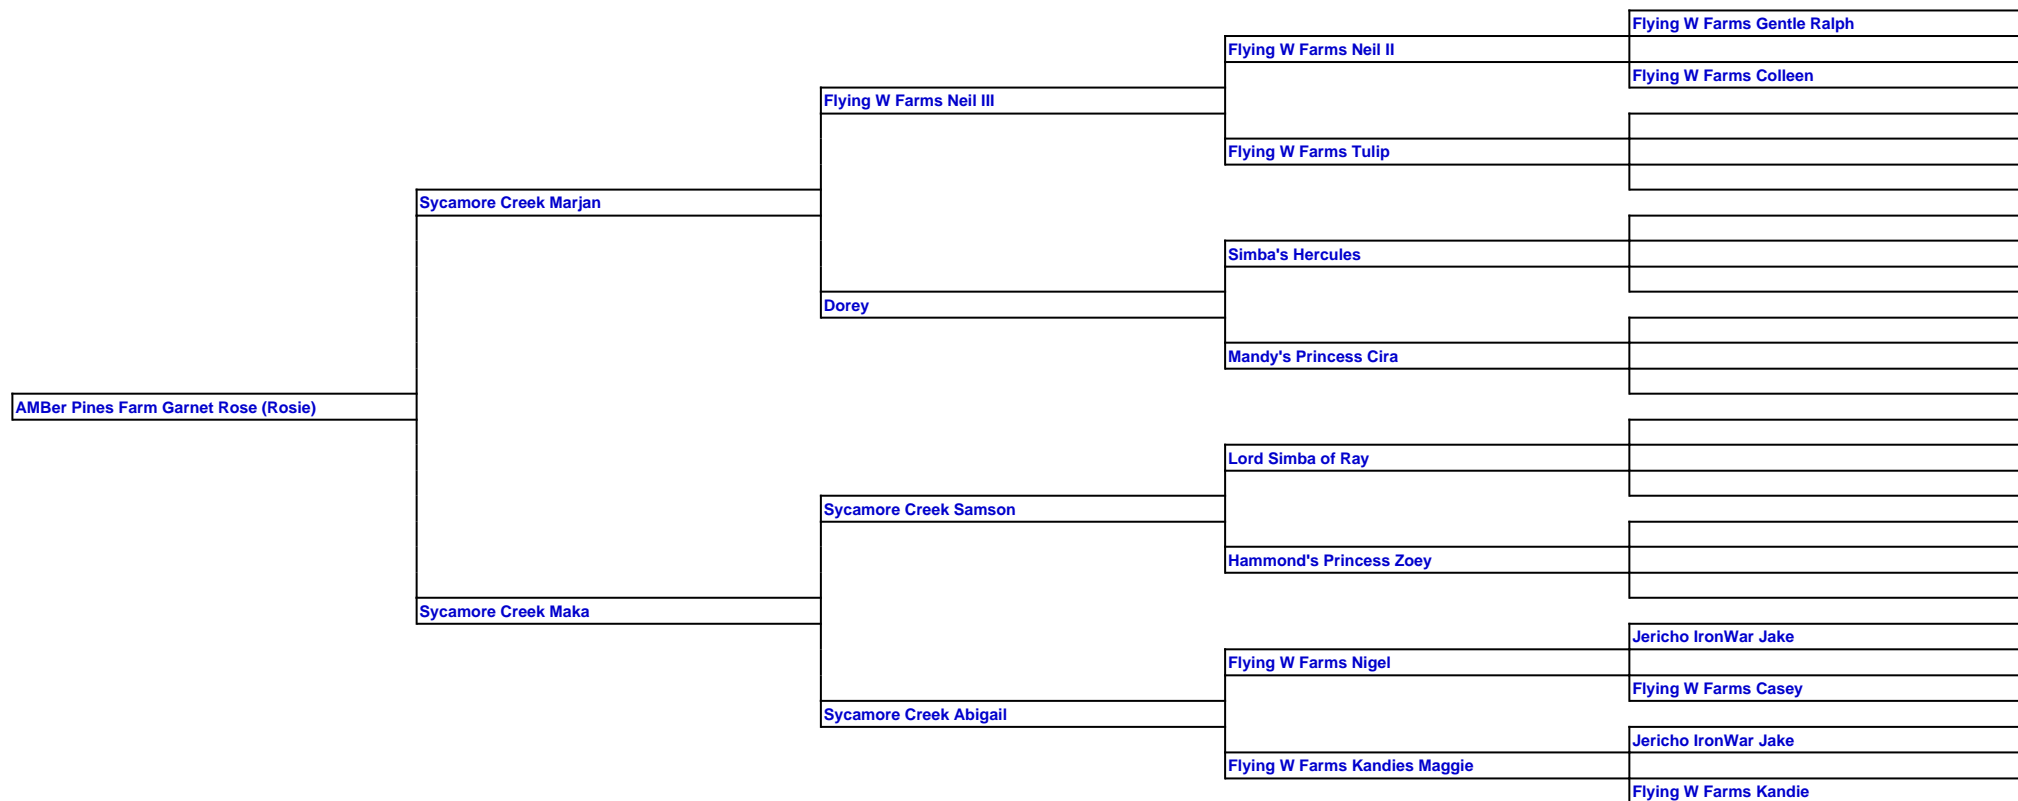 Flying W Farms Gentle Ralph
Flying W Farms Neil II
Flying W Farms Colleen
Flying W Farms Neil III
Flying W Farms Tulip
Sycamore Creek Marjan
Simba's Hercules
Dorey
Mandy's Princess Cira
AMBer Pines Farm Garnet Rose (Rosie)
Lord Simba of Ray
Sycamore Creek Samson
Hammond's Princess Zoey
Sycamore Creek Maka
Jericho IronWar Jake
Flying W Farms Nigel
Flying W Farms Casey
Sycamore Creek Abigail
Jericho IronWar Jake
Flying W Farms Kandies Maggie
Flying W Farms Kandie